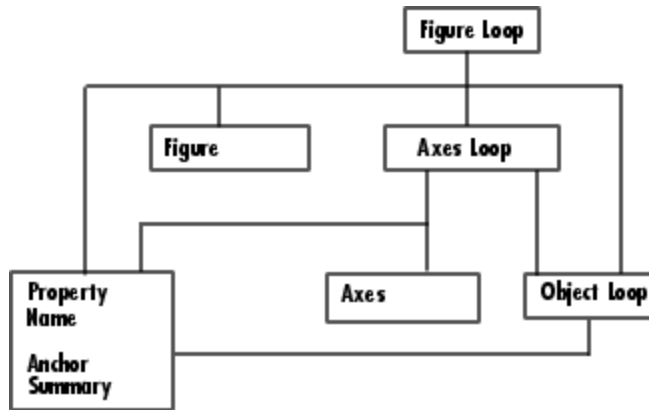 Figure Loop
Figure
Axes Loop
Property
Name
Anchor
Summary
Axes
Object Loop